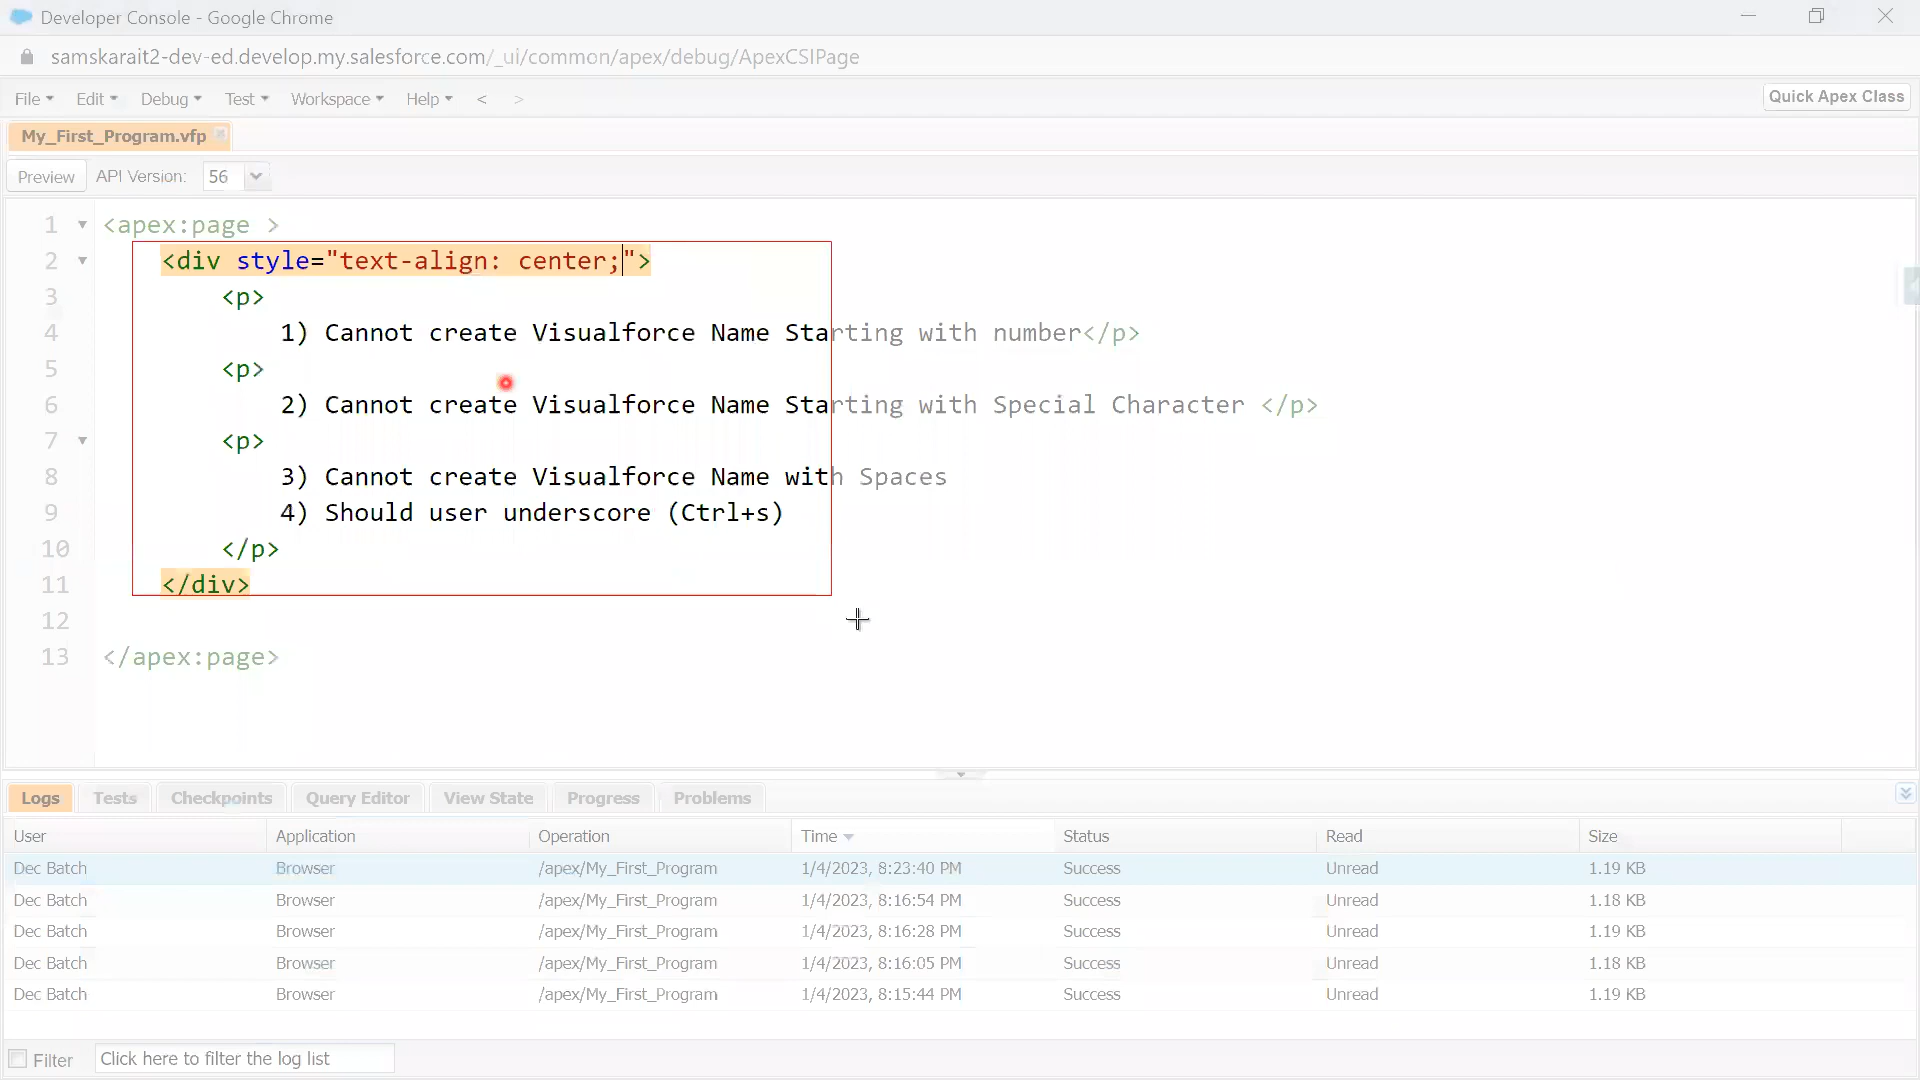 Developer Console - Google Chrome
samskarait2-dev-ed.develop.my.salesforce.com/_ui/common/apex/debug/ApexCSIPage
File Edit Debug Test Workspace Help < > Quick Apex Class
My_First_Program.vfp
Preview API Version: 56
1 <apex:page >
2 <div style="text-align: center;">
3 <p>
4 1) Cannot create Visualforce Name Starting with number</p>
5 <p>
6 2) Cannot create Visualforce Name Starting with Special Character </p>
7 <p>
8 3) Cannot create Visualforce Name with Spaces
9 4) Should user underscore (Ctrl+s)
10 </p>
11 </div>
12
13 </apex:page>
Logs Tests Checkpoints Query Editor View State Progress Problems
User Application Operation Time Status Read Size
Dec Batch Browser /apex/My_First_Program 1/4/2023, 8:23:40 PM Success Unread 1.19 KB
Dec Batch Browser /apex/My_First_Program 1/4/2023, 8:16:54 PM Success Unread 1.18 KB
Dec Batch Browser /apex/My_First_Program 1/4/2023, 8:16:28 PM Success Unread 1.19 KB
Dec Batch Browser /apex/My_First_Program 1/4/2023, 8:16:05 PM Success Unread 1.18 KB
Dec Batch Browser /apex/My_First_Program 1/4/2023, 8:15:44 PM Success Unread 1.19 KB
Filter Click here to filter the log list